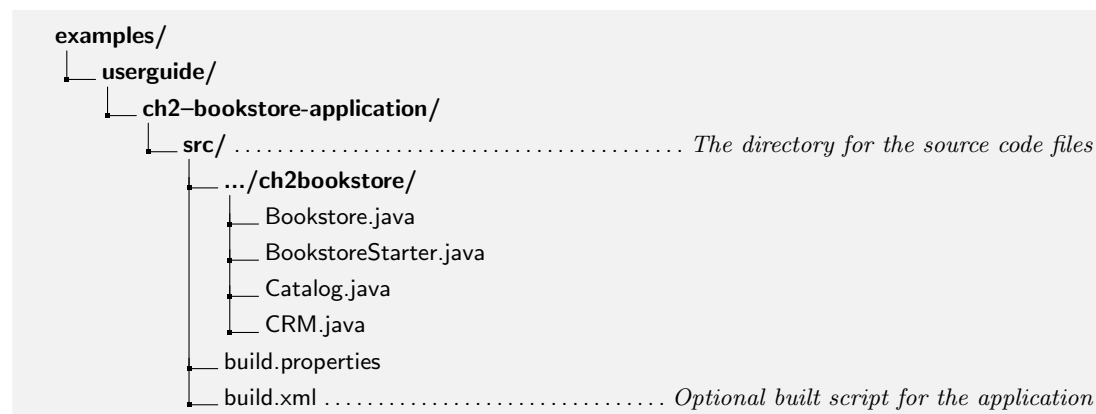 examples/
userguide/
ch2–bookstore-application/
src/ .......................................... The directory for the source code files
.../ch2bookstore/
Bookstore.java
BookstoreStarter.java
Catalog.java
CRM.java
build.properties
build.xml ................................ Optional built script for the application